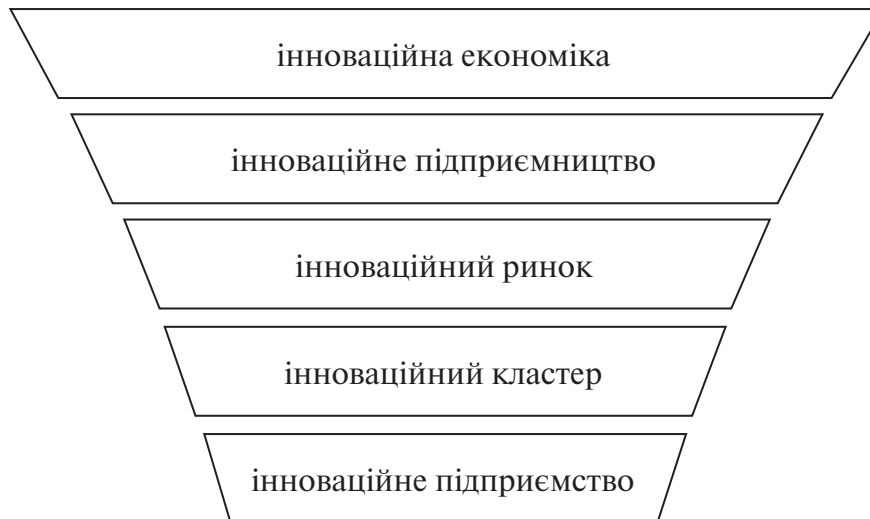 інноваційна економіка
інноваційне підприємництво
інноваційний ринок
інноваційний кластер
інноваційне підприємство